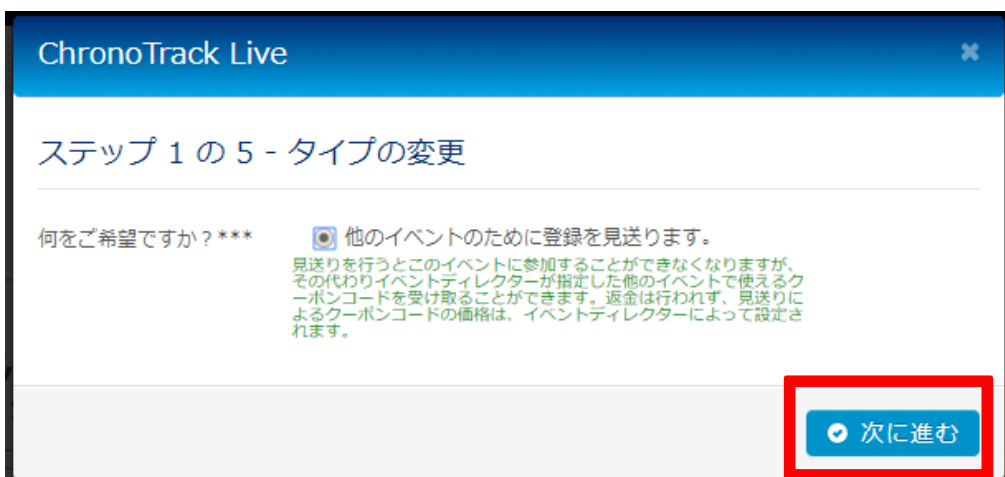 ChronoTrack Live
ステップ 1 の 5 - タイプの変更
何をご希望ですか？*** 他のイベントのために登録を見送ります。
見送りを行うとこのイベントに参加することができなくなりますが、
その代わりイベントディレクターが指定した他のイベントで使えるク
ーポンコードを受け取ることができます。返金は行われず、見送りに
よるクーポンコードの価格は、イベントディレクターによって設定さ
れます。
次に進む